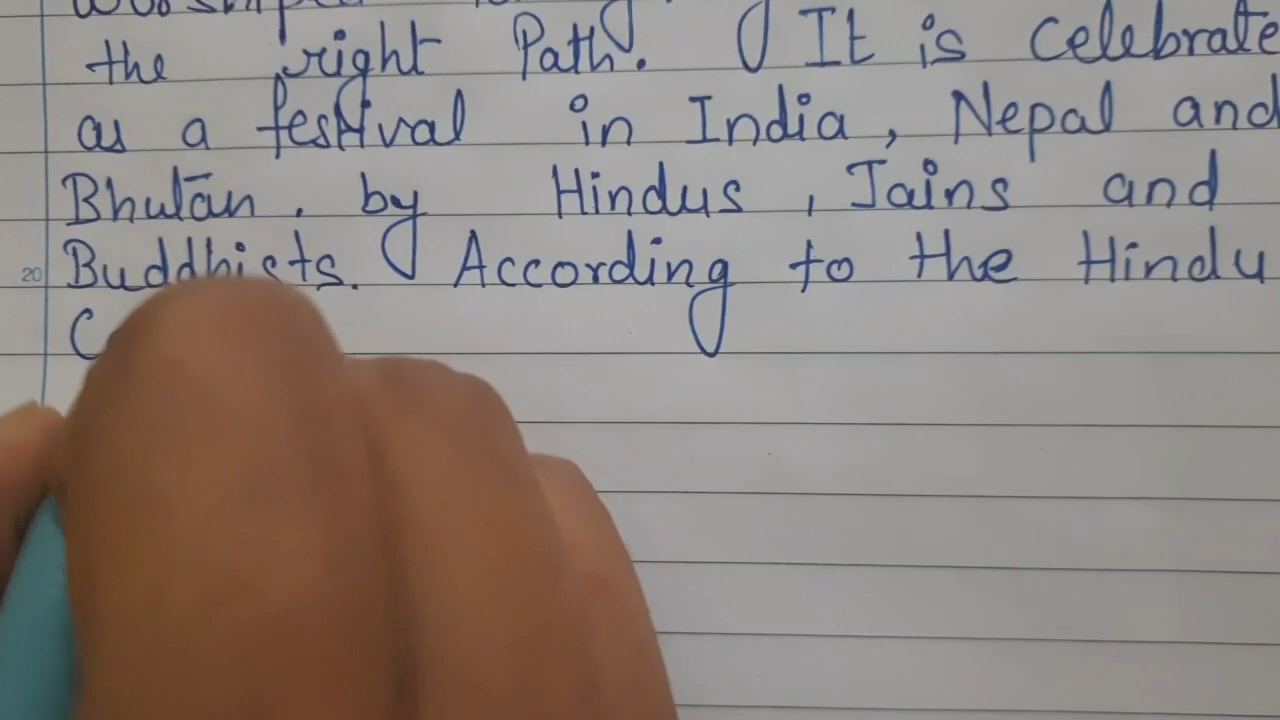 the right Path. It is Celebrate
as a festival in India, Nepal and
Bhutan. by Hindus, Jains and
20 Buddhists. According to the Hindu